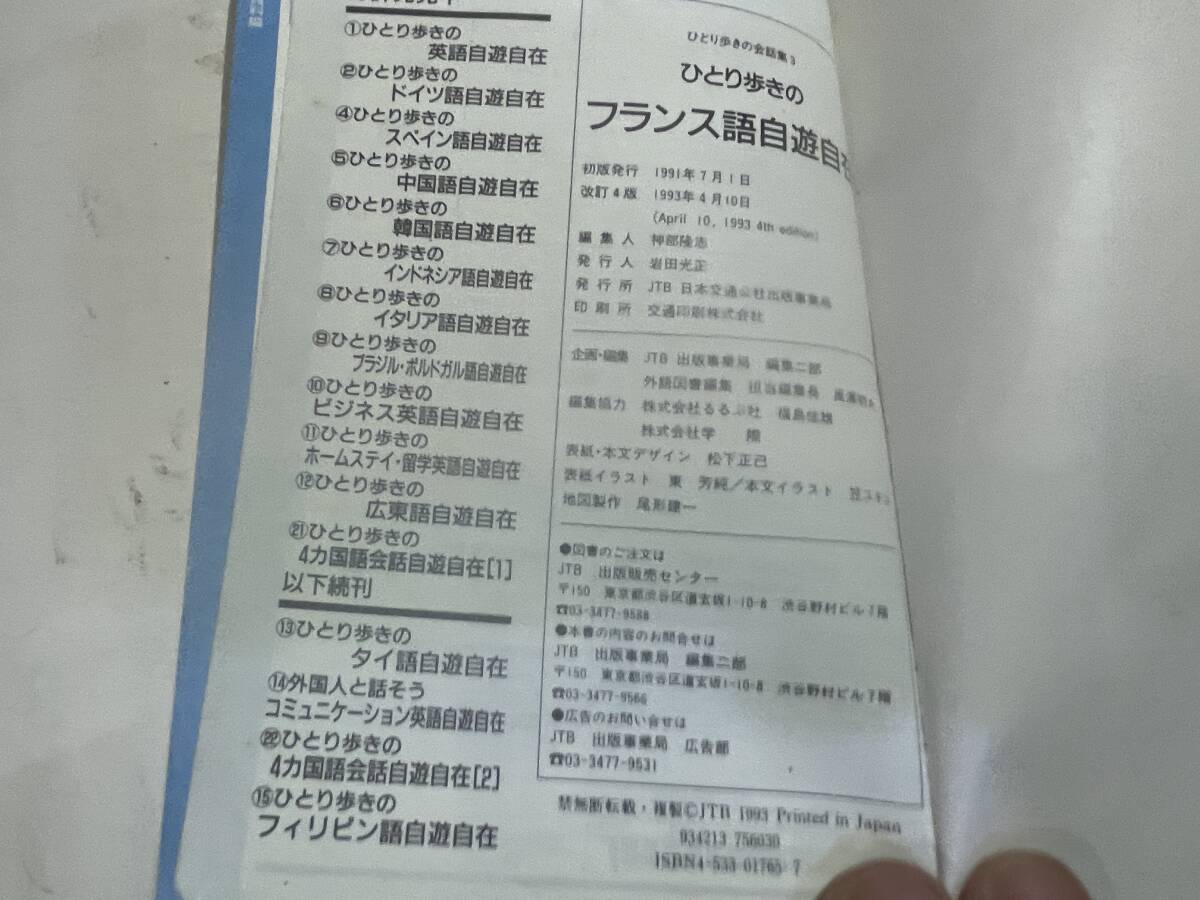 ①ひとり歩きの
英語自遊自在
②ひとり歩きの
ドイツ語自遊自在
④ひとり歩きの
スペイン語自遊自在
⑤ひとり歩きの
中国語自遊自在
⑥ひとり歩きの
韓国語自遊自在
⑦ひとり歩きの
インドネシア語自遊自在
⑧ひとり歩きの
イタリア語自遊自在
⑨ひとり歩きの
ブラジル・ポルトガル語自遊自在
⑩ひとり歩きの
ビジネス英語自遊自在
⑪ひとり歩きの
ホームステイ・留学英語自遊自在
⑫ひとり歩きの
広東語自遊自在
㉑ひとり歩きの
4カ国語会話自遊自在[1]
以下続刊
⑬ひとり歩きの
タイ語自遊自在
⑭外国人と話そう
コミュニケーション英語自遊自在
㉒ひとり歩きの
4カ国語会話自遊自在[2]
⑮ひとり歩きの
フィリピン語自遊自在
ひとり歩きの会話集3
ひとり歩きの
フランス語自遊自在
初版発行 1991年7月1日
改訂4版 1993年4月10日
(April 10, 1993 4th edition)
編集人 神部隆志
発行人 岩田光正
発行所 JTB 日本交通公社出版事業局
印刷所 交通印刷株式会社
企画・編集 JTB 出版事業局 編集二部
外語図書編集 担当編集長
編集協力 株式会社るるぶ社 福島信雄
株式会社学
表紙・本文デザイン 松下正己
表紙イラスト 東 芳純/本文イラスト
地図製作 尾形建一
●図書のご注文は
JTB 出版販売センター
〒150 東京都渋谷区道玄坂1-10-8 渋谷野村ビル7階
☎03-3477-9588
●本書の内容のお問合せは
JTB 出版事業局 編集二部
〒150 東京都渋谷区道玄坂1-10-8 渋谷野村ビル7階
☎03-3477-9566
●広告のお問い合せは
JTB 出版事業局 広告部
☎03-3477-9531
禁無断転載・複製©JTB 1993 Printed in Japan
934213 756030
ISBN4-533-01765-7